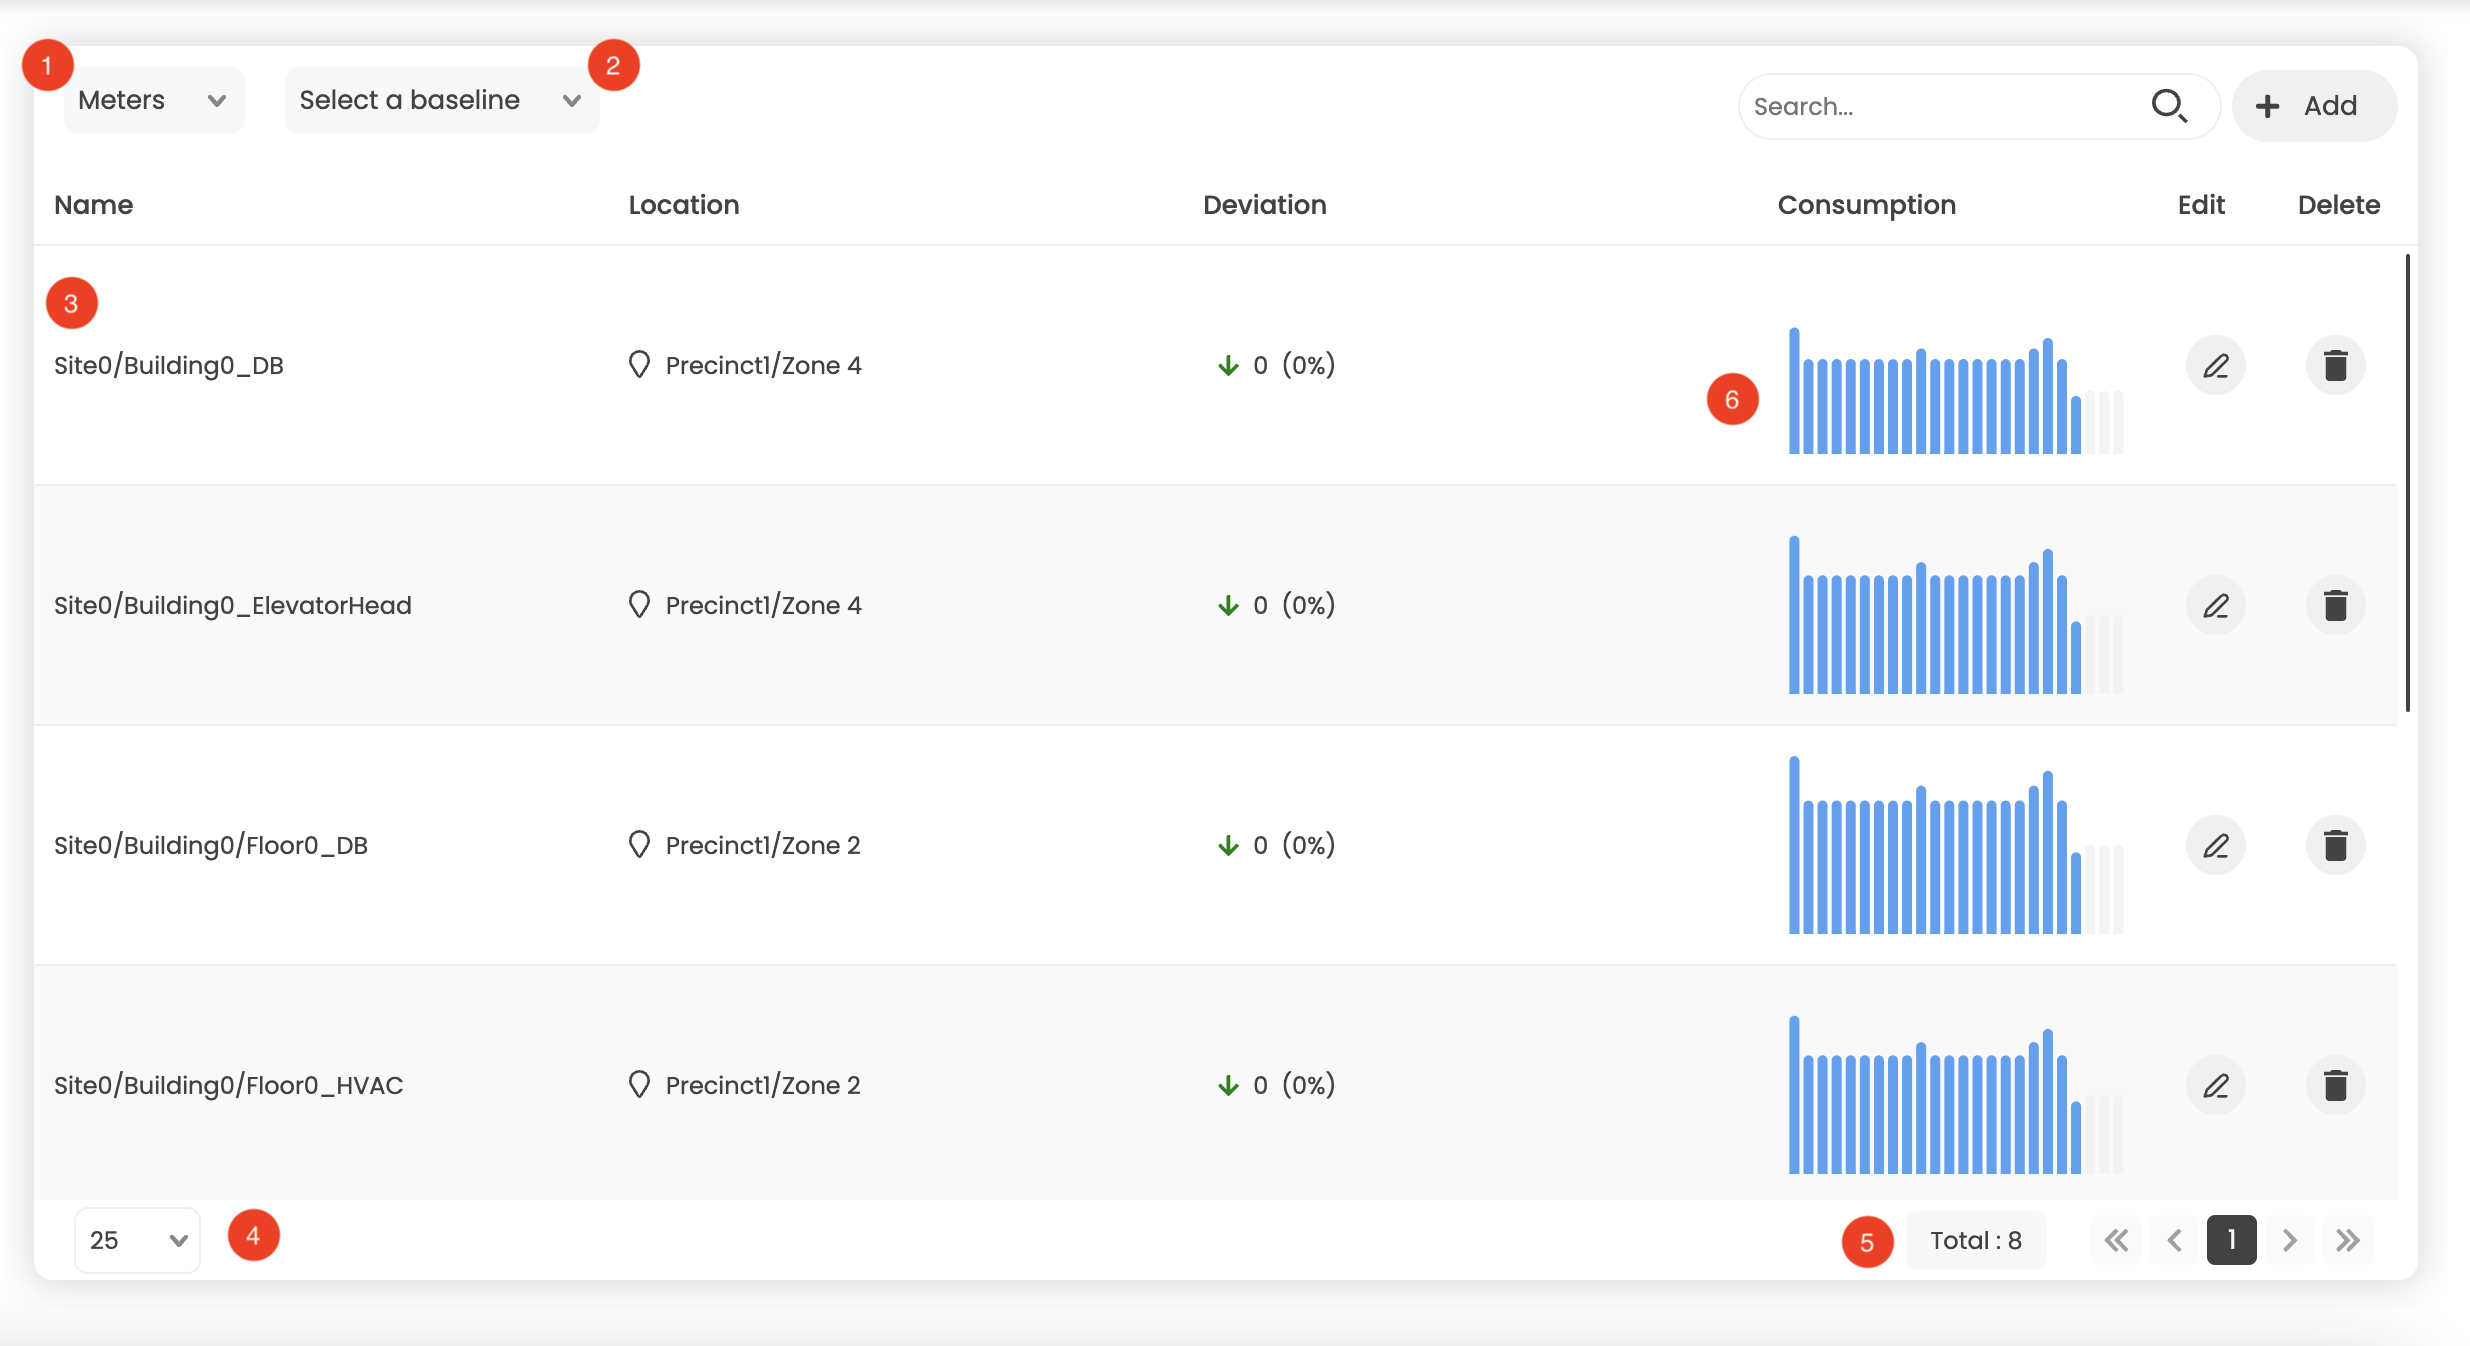 1
2
Meters
Select a baseline
Search...
Add
Name Location Deviation Consumption Edit Delete
3
Site0/Building0_DB Precinct1/Zone 4 0 (0%)
6
Site0/Building0_ElevatorHead Precinct1/Zone 4 0 (0%)
Site0/Building0/Floor0_DB Precinct1/Zone 2 0 (0%)
Site0/Building0/Floor0_HVAC Precinct1/Zone 2 0 (0%)
25
4
5
Total : 8
1